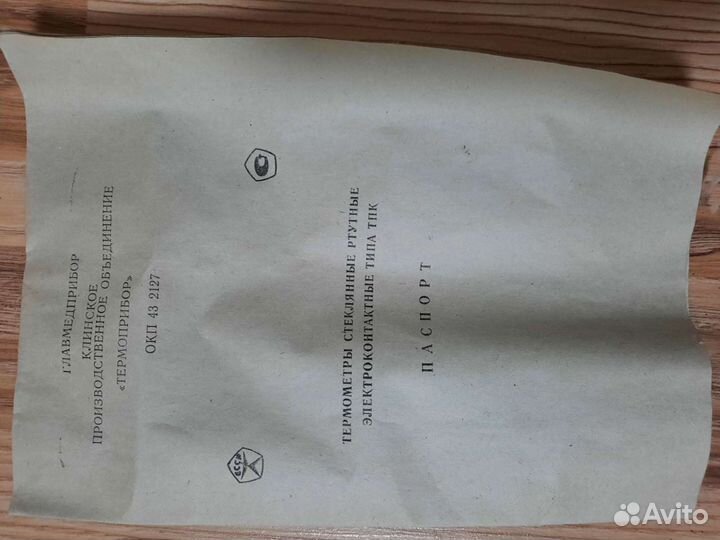 ГЛАВМЕДПРИБОР
КЛИНСКОЕ
ПРОИЗВОДСТВЕННОЕ ОБЪЕДИНЕНИЕ
«ТЕРМОПРИБОР»
ОКП 43 2127
ТЕРМОМЕТРЫ СТЕКЛЯННЫЕ РТУТНЫЕ
ЭЛЕКТРОКОНТАКТНЫЕ ТИПА ТПК
ПАСПОРТ
Avito